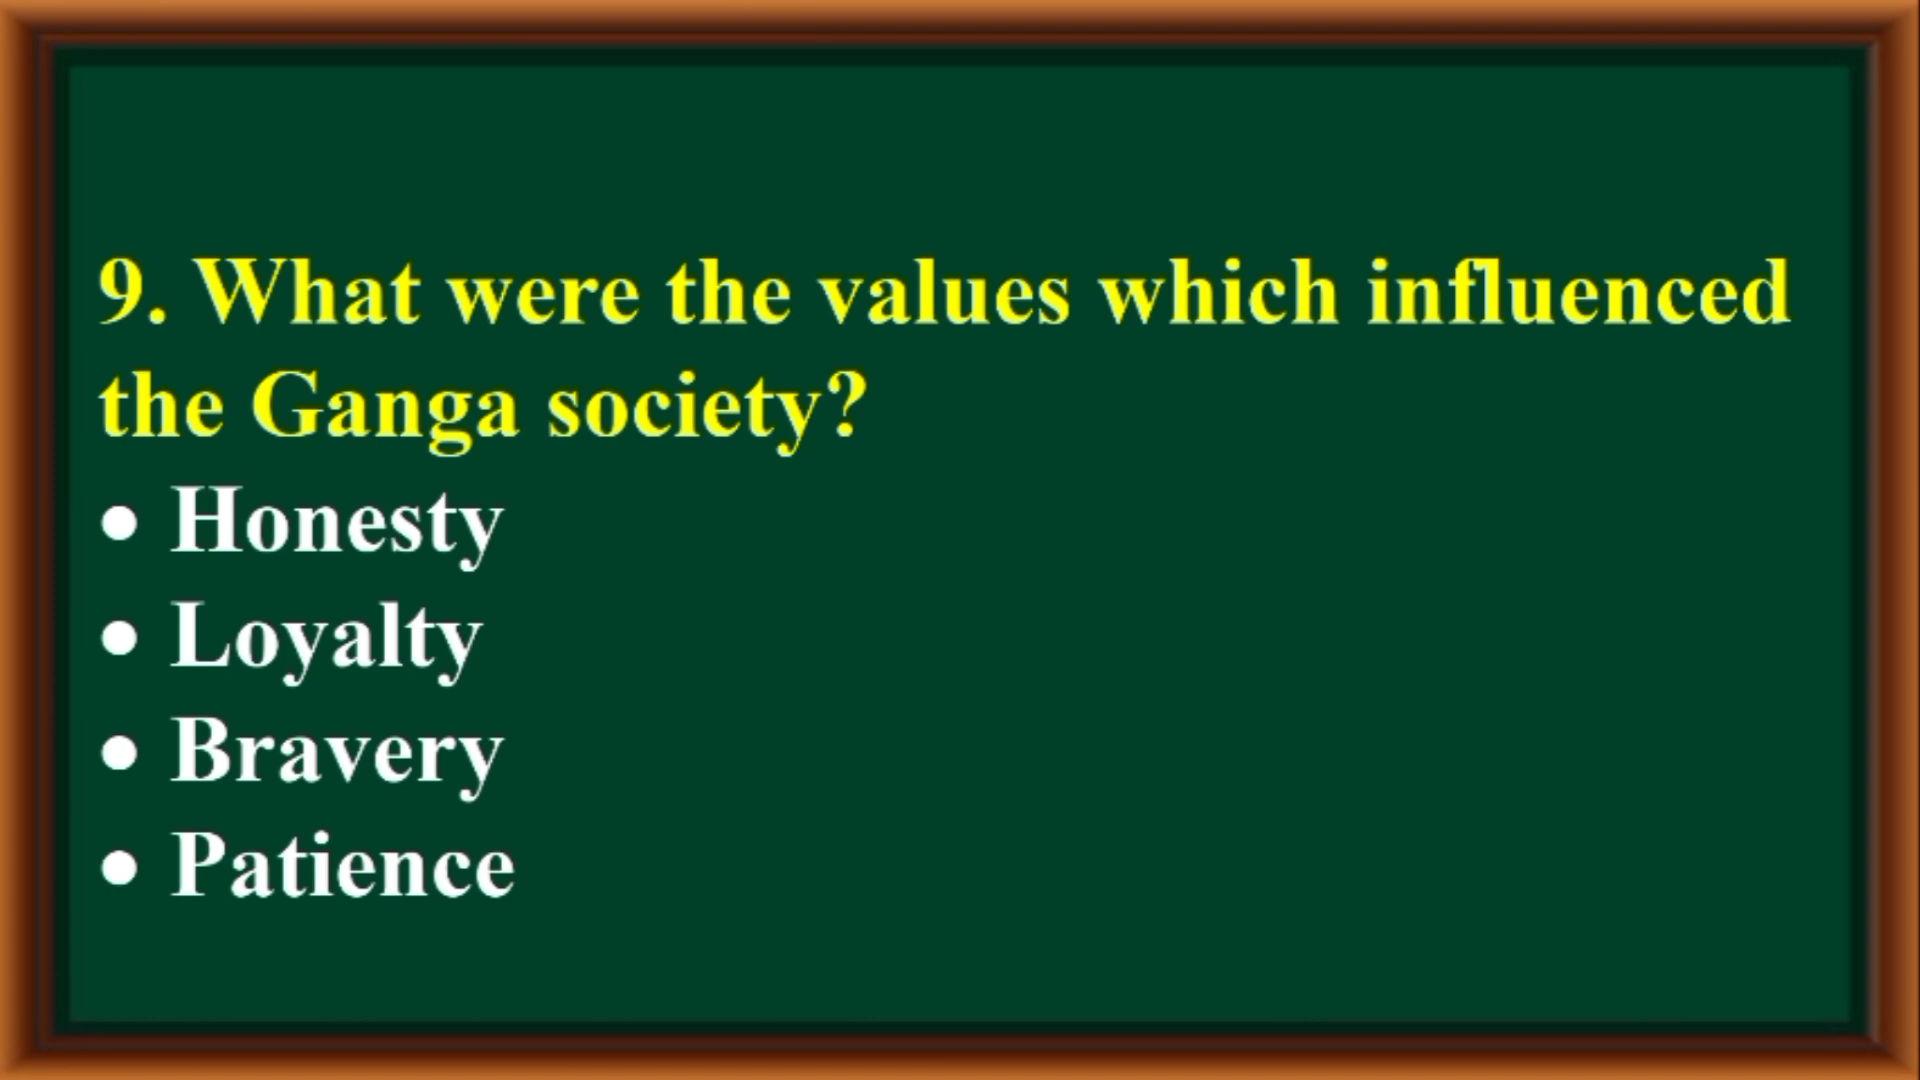 9. What were the values which influenced
the Ganga society?
• Honesty
• Loyalty
• Bravery
• Patience